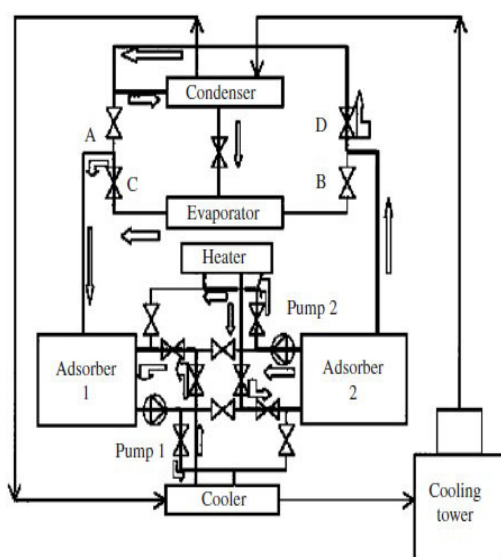 Condenser
A
D
C
B
Evaporator
Heater
Pump 2
Adsorber
1
Adsorber
2
Pump 1
Cooler
Cooling
tower